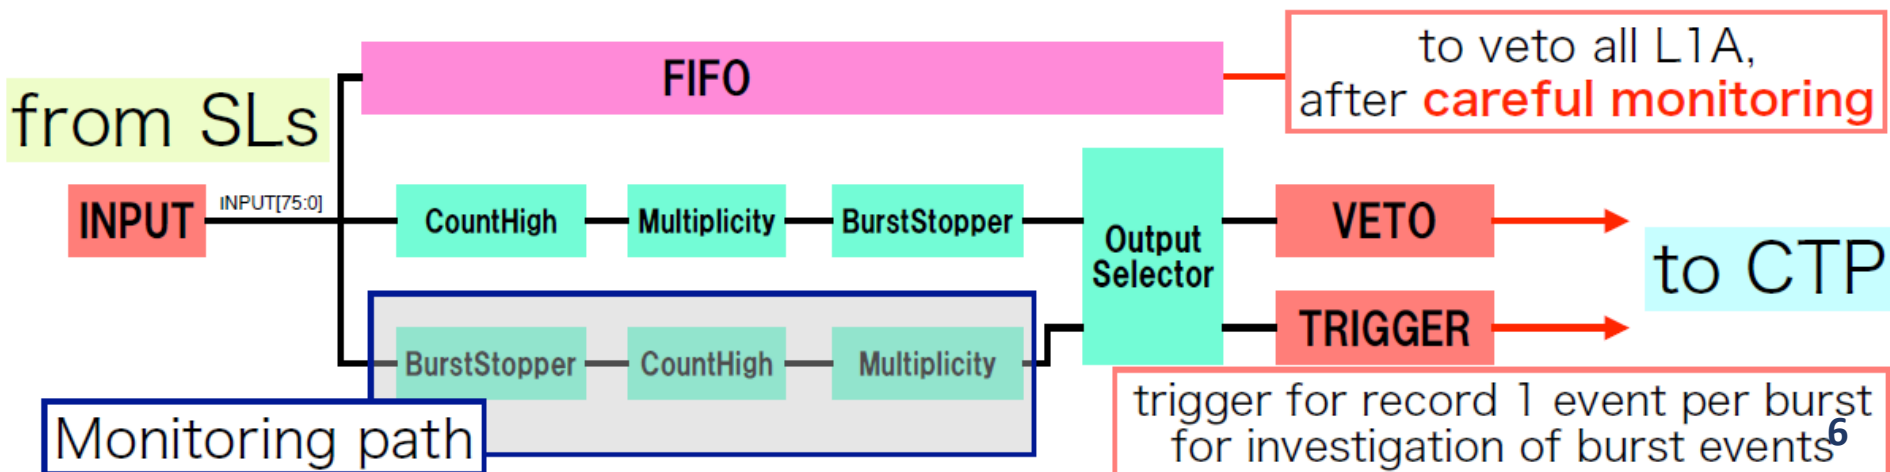 FIFO
to veto all L1A,
after careful monitoring
from SLs
INPUT
INPUT[75:0]
CountHigh
Multiplicity
BurstStopper
Output
Selector
VETO
to CTP
TRIGGER
BurstStopper
CountHigh
Multiplicity
Monitoring path
trigger for record 1 event per burst
for investigation of burst events
6